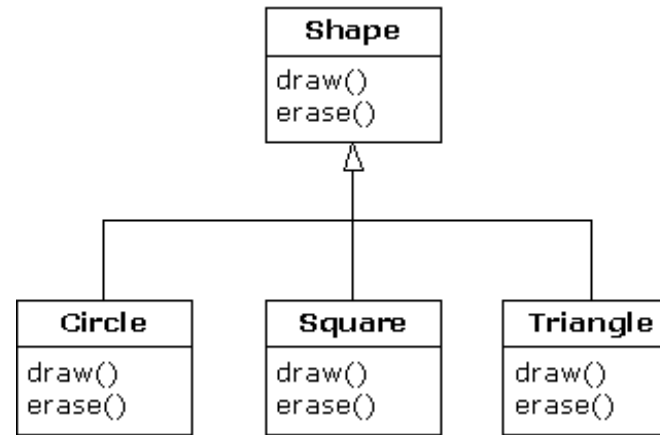 Shape
draw()
erase()
Circle
draw()
erase()
Square
draw()
erase()
Triangle
draw()
erase()